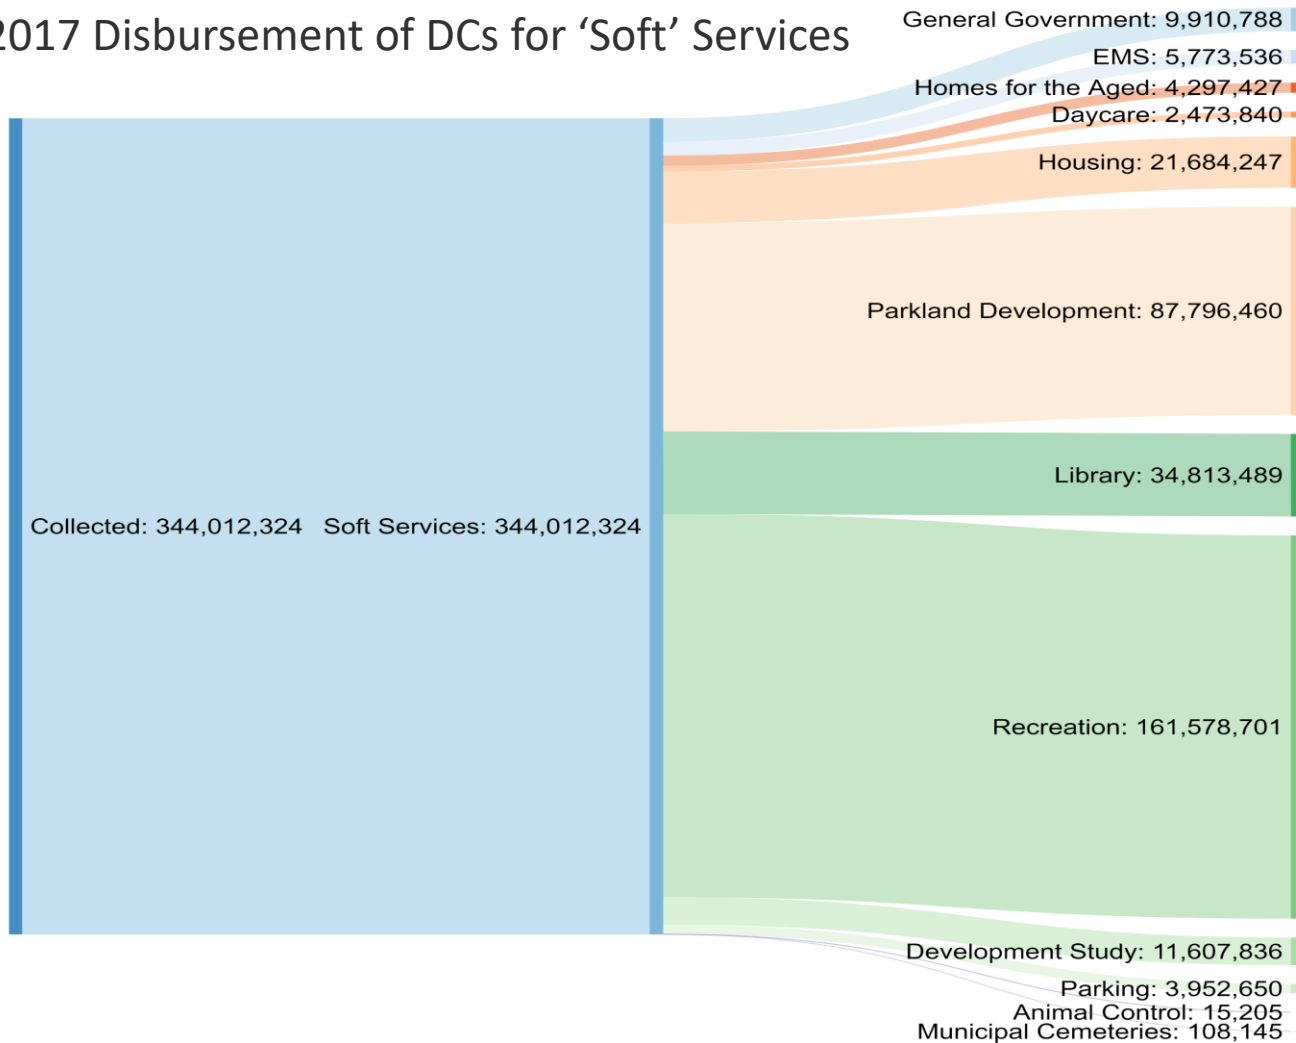 2017 Disbursement of DCs for ‘Soft’ Services
General Government: 9,910,788
EMS: 5,773,536
Homes for the Aged: 4,297,427
Daycare: 2,473,840
Housing: 21,684,247
Parkland Development: 87,796,460
Library: 34,813,489
Collected: 344,012,324
Soft Services: 344,012,324
Recreation: 161,578,701
Development Study: 11,607,836
Parking: 3,952,650
Animal Control: 15,205
Municipal Cemeteries: 108,145